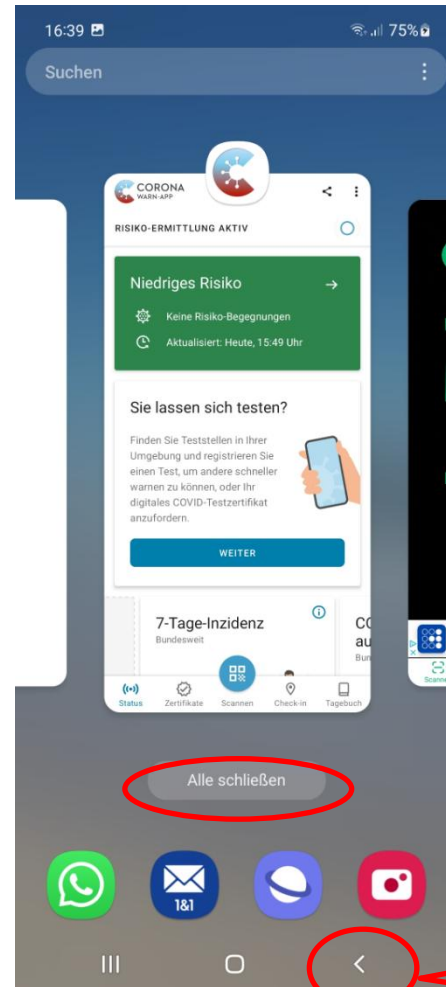 16:39 75%
Suchen
CORONA
WARN-APP
RISIKO-ERMITTLUNG AKTIV
Niedriges Risiko
Keine Risiko-Begegnungen
Aktualisiert: Heute, 15:49 Uhr
Sie lassen sich testen?
Finden Sie Teststellen in Ihrer
Umgebung und registrieren Sie
einen Test, um andere schneller
warnen zu können, oder Ihr
digitales COVID-Testzertifikat
anzufordern.
WEITER
7-Tage-Inzidenz
Bundesweit
Status Zertifikate Scannen Check-in Tagebuch
Alle schließen
1&1